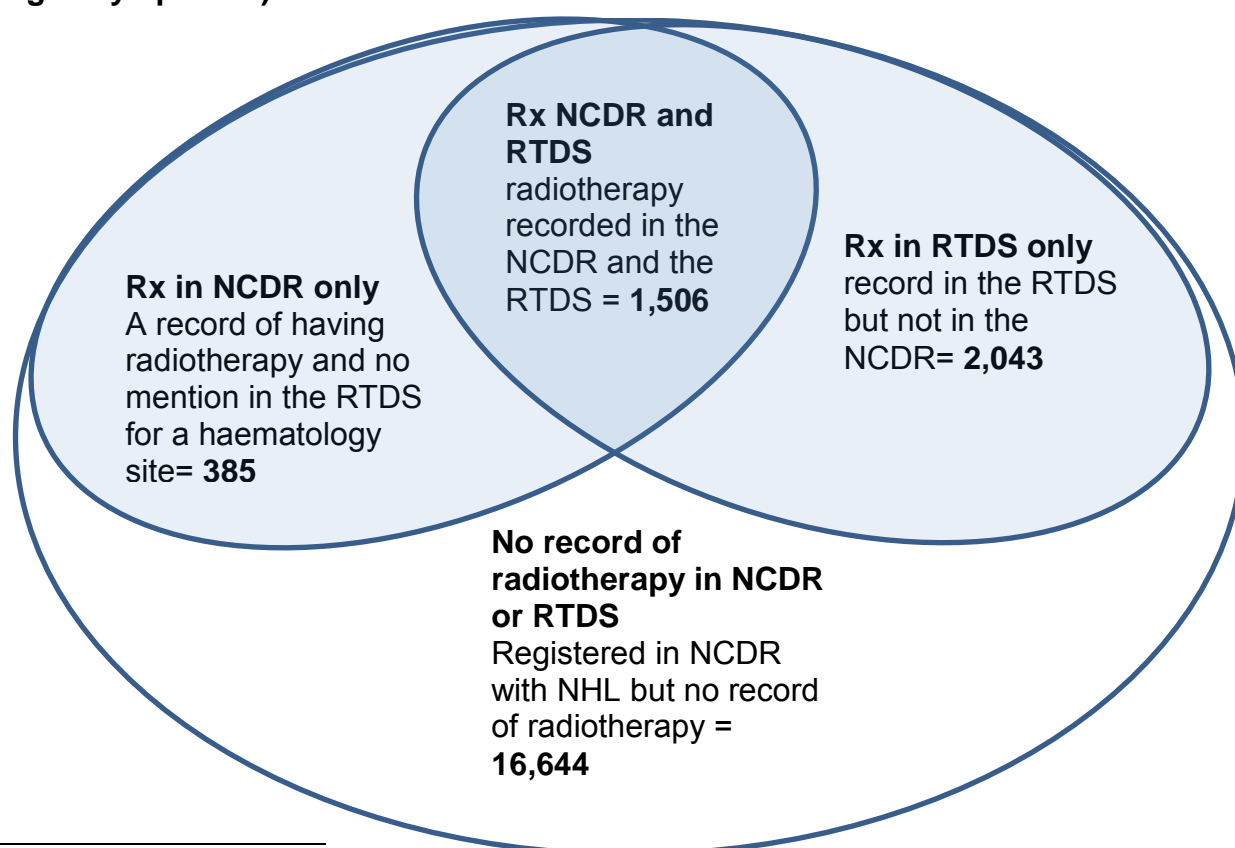 Rx NCDR and
RTDS
radiotherapy
recorded in the
NCDR and the
RTDS = 1,506
Rx in NCDR only
A record of having
radiotherapy and no
mention in the RTDS
for a haematology
site= 385
Rx in RTDS only
record in the RTDS
but not in the
NCDR= 2,043
No record of
radiotherapy in NCDR
or RTDS
Registered in NCDR
with NHL but no record
of radiotherapy =
16,644